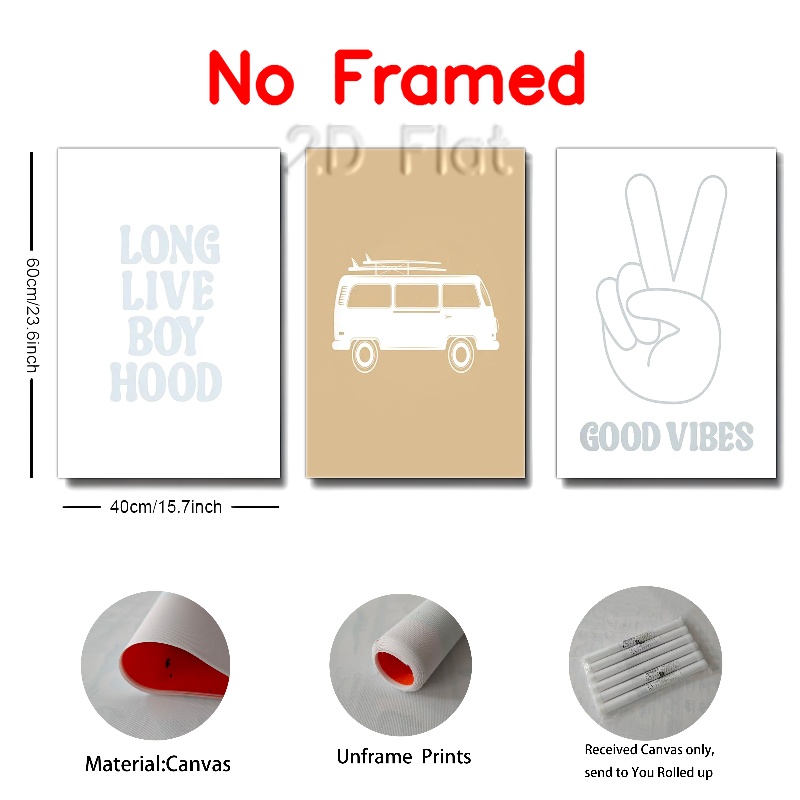 No Framed
2D Flat
LONG
LIVE
BOY
HOOD
GOOD VIBES
60cm/23.6inch
40cm/15.7inch
Material:Canvas
Unframe Prints
Received Canvas only,
send to You Rolled up